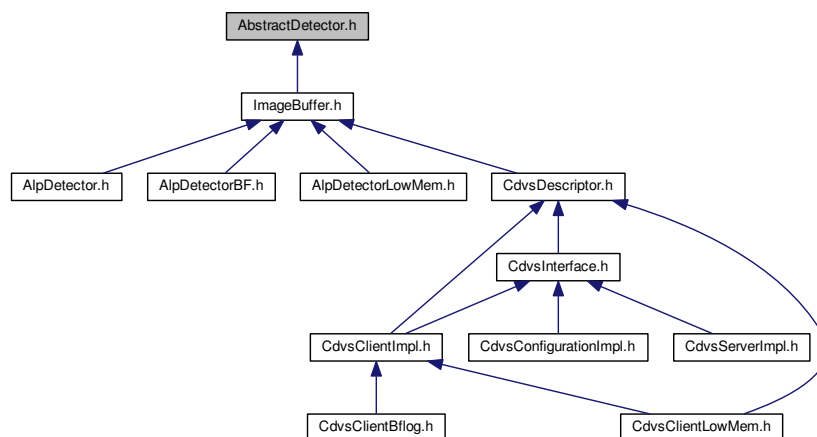 AbstractDetector.h
ImageBuffer.h
AlpDetector.h
AlpDetectorBF.h
AlpDetectorLowMem.h
CdvsDescriptor.h
CdvsInterface.h
CdvsClientImpl.h
CdvsConfigurationImpl.h
CdvsServerImpl.h
CdvsClientBflog.h
CdvsClientLowMem.h